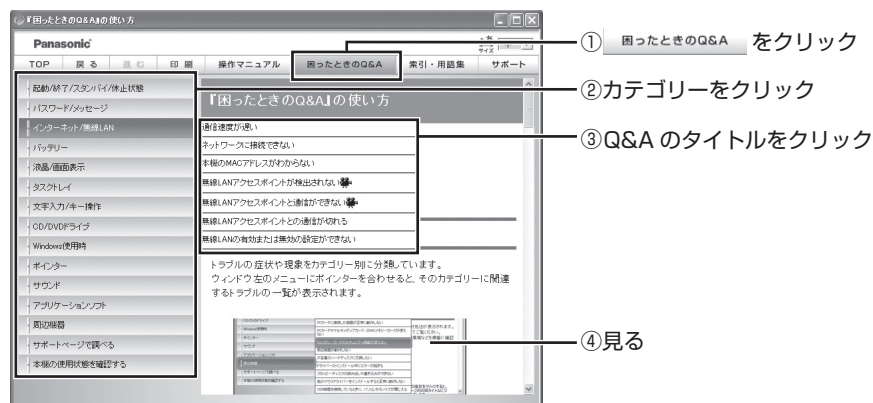 『困ったときのQ&A』の使い方
Panasonic
TOP 戻る 進む 印刷 操作マニュアル 困ったときのQ&A 索引・用語集 サポート
起動/終了/スタンバイ/休止状態
パスワード/メッセージ
インターネット/無線LAN
バッテリー
液晶/画面表示
タスクトレイ
文字入力/キー操作
CD/DVDドライブ
Windows使用時
ポインター
サウンド
アプリケーションソフト
周辺機器
サポートページで調べる
本機の使用状態を確認する
『困ったときのQ&A』の使い方
通信速度が遅い
ネットワークに接続できない
本機のMACアドレスがわからない
無線LANアクセスポイントが検出されない
無線LANアクセスポイントと通信ができない
無線LANアクセスポイントとの通信が切れる
無線LANの有効または無効の設定ができない
トラブルの症状や現象をカテゴリー別に分類しています。
ウィンドウ左のメニューにポインターを合わせると、そのカテゴリーに関連
するトラブルの一覧が表示されます。
① 困ったときのQ&A をクリック
②カテゴリーをクリック
③Q&A のタイトルをクリック
④見る